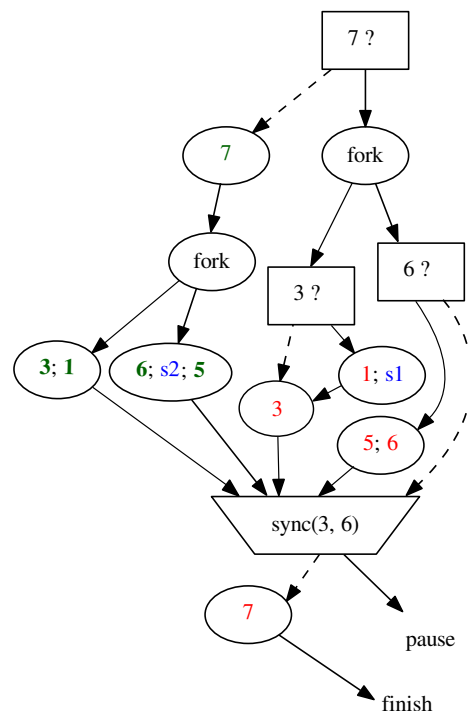 7 ?
7
fork
fork
6 ?
3 ?
3; 1
6; s2; 5
1; s1
3
5; 6
sync(3, 6)
7
pause
finish